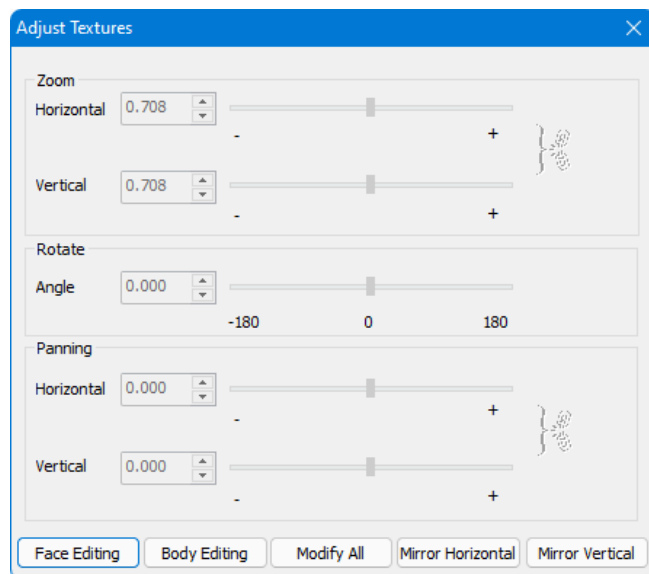 Adjust Textures
Zoom
Horizontal 0.708
- +
Vertical 0.708
- +
Rotate
Angle 0.000
-180 0 180
Panning
Horizontal 0.000
- +
Vertical 0.000
- +
Face Editing Body Editing Modify All Mirror Horizontal Mirror Vertical